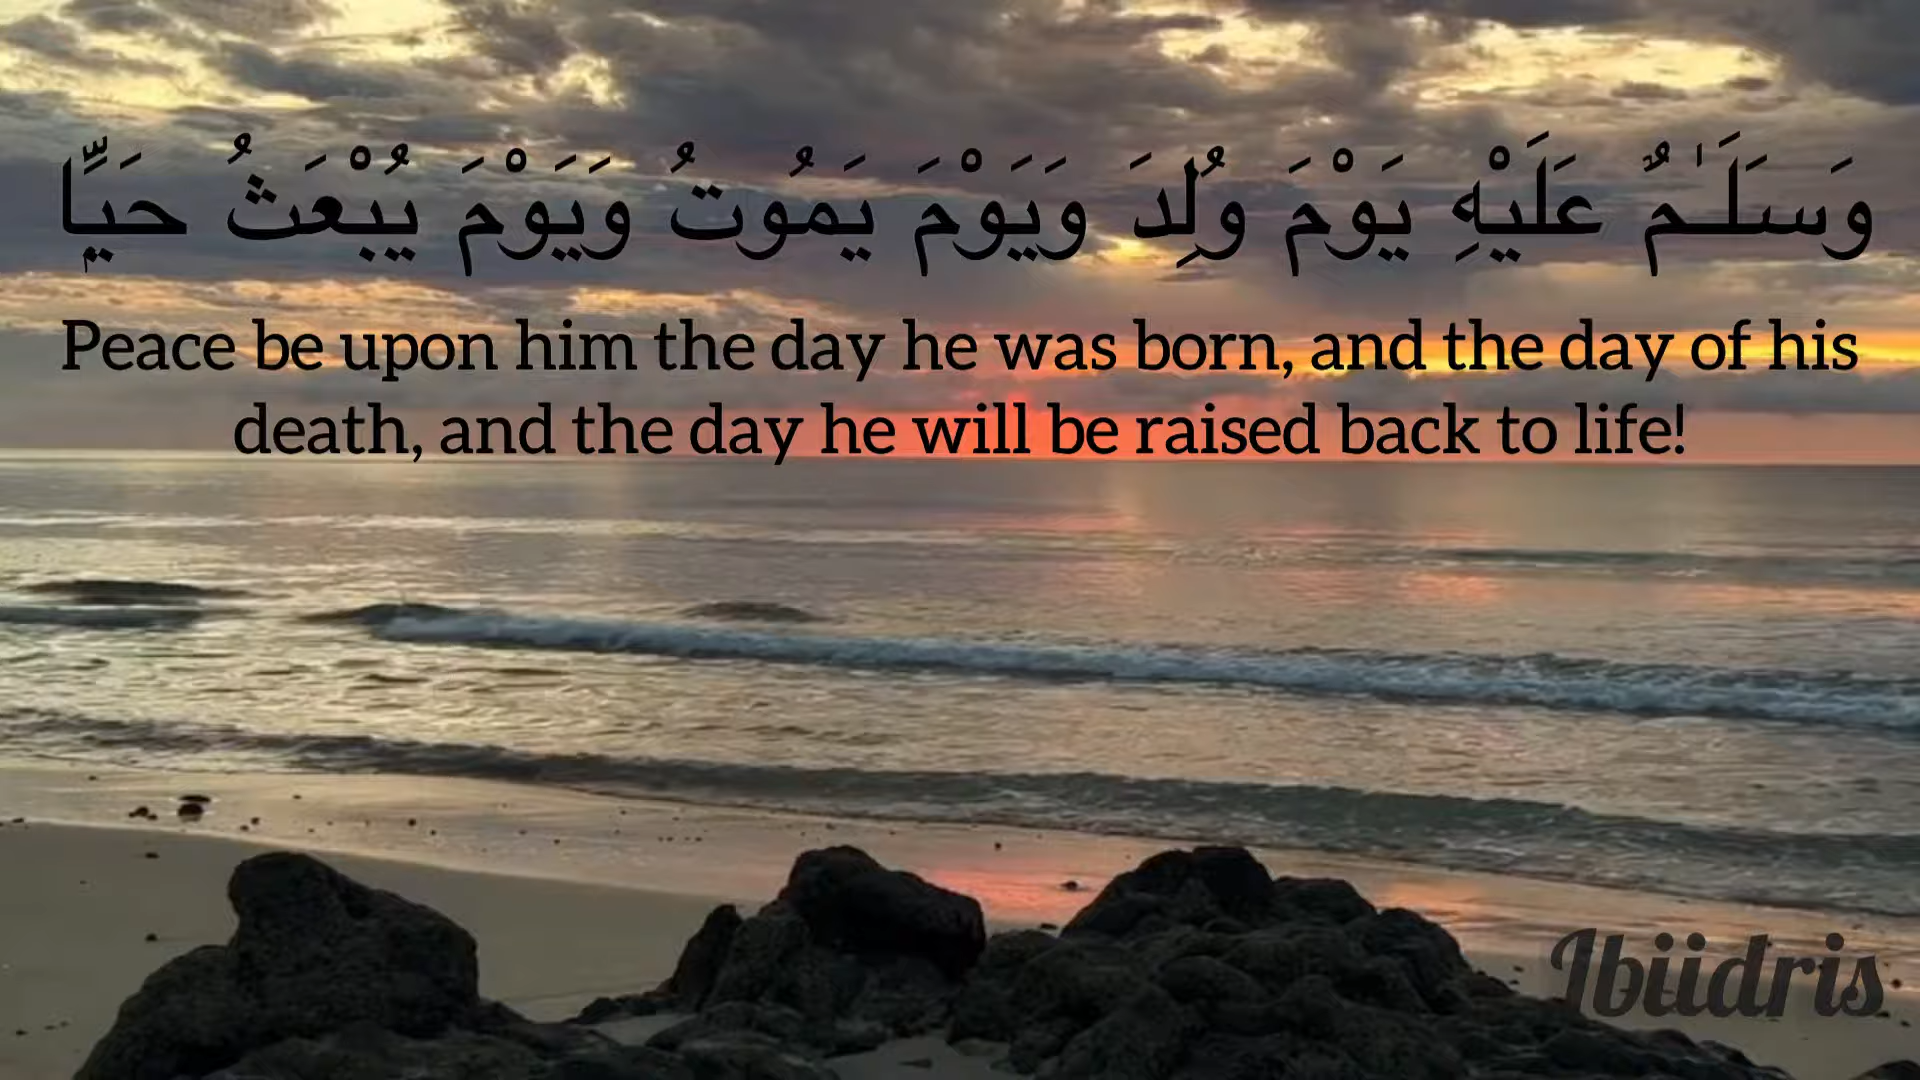 وَسَلَـٰمٌ عَلَيْهِ يَوْمَ وُلِدَ وَيَوْمَ يَمُوتُ وَيَوْمَ يُبْعَثُ حَيًّۭا
Peace be upon him the day he was born, and the day of his
death, and the day he will be raised back to life!
Ibiidris